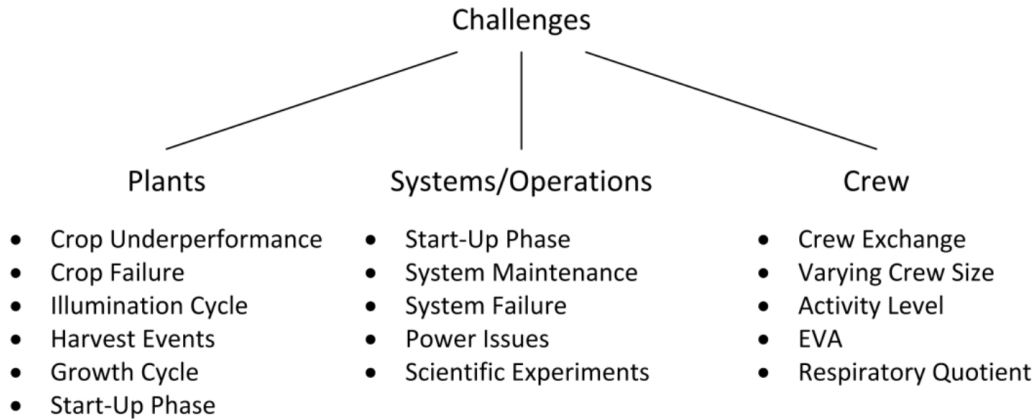 Challenges
Plants
• Crop Underperformance
• Crop Failure
• Illumination Cycle
• Harvest Events
• Growth Cycle
• Start-Up Phase
Systems/Operations
• Start-Up Phase
• System Maintenance
• System Failure
• Power Issues
• Scientific Experiments
Crew
• Crew Exchange
• Varying Crew Size
• Activity Level
• EVA
• Respiratory Quotient